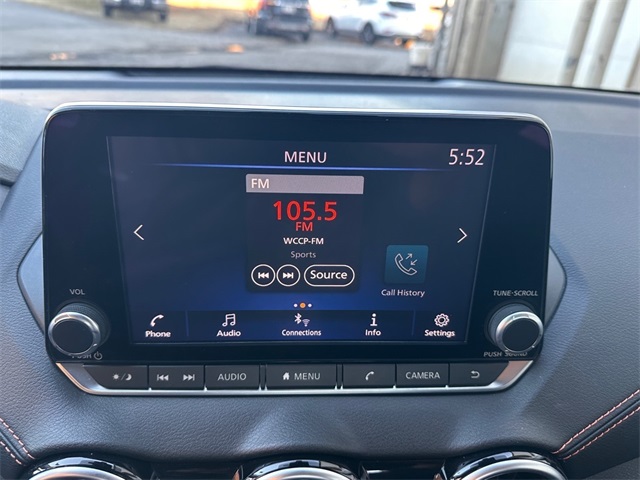 MENU
5:52
FM
105.5
FM
WCCP-FM
Sports
Source
Call History
VOL
TUNE·SCROLL
Phone
Audio
Connections
Info
Settings
PUSH
PUSH·SOUND
AUDIO
MENU
CAMERA